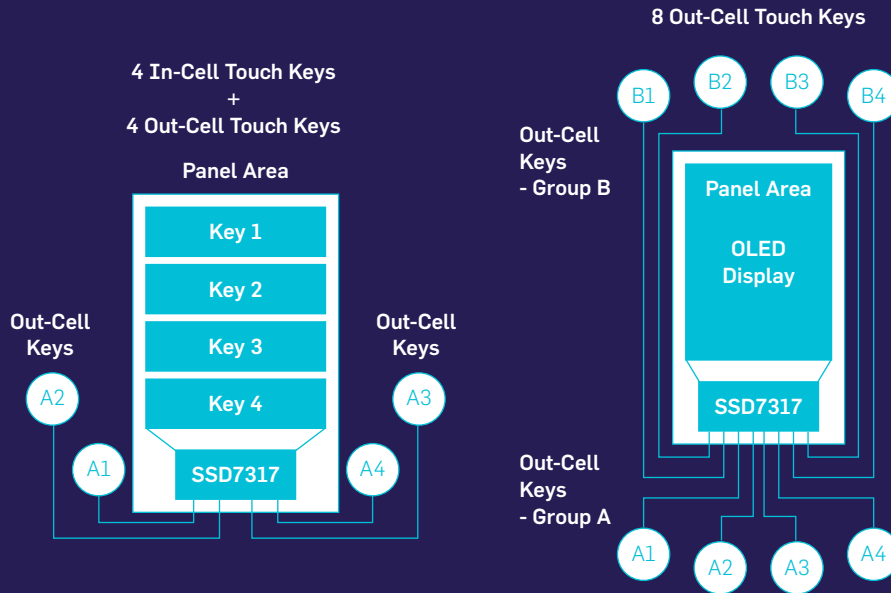 4 In-Cell Touch Keys
+
4 Out-Cell Touch Keys
Panel Area
Key 1
Key 2
Key 3
Key 4
Out-Cell
Keys
Out-Cell
Keys
A2
A3
A1
A4
SSD7317
8 Out-Cell Touch Keys
B1
B2
B3
B4
Out-Cell
Keys
- Group B
Panel Area
OLED
Display
SSD7317
Out-Cell
Keys
- Group A
A1
A2
A3
A4